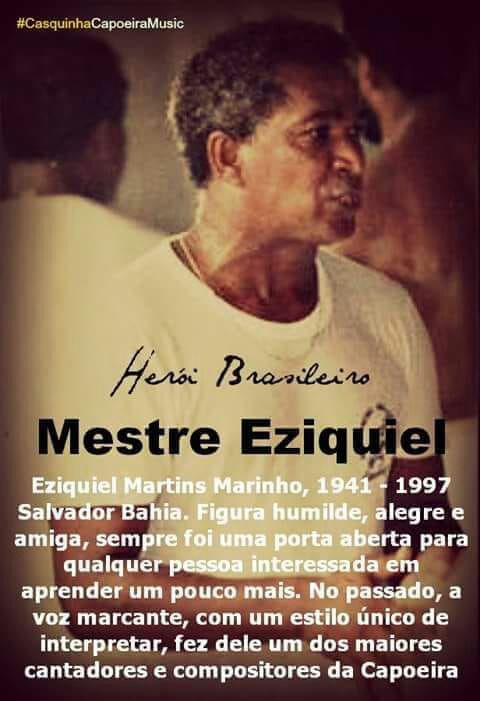 #CasquinhaCapoeiraMusic
Herói Brasileiro
Mestre Eziquiel
Eziquiel Martins Marinho, 1941 - 1997
Salvador Bahia. Figura humilde, alegre e
amiga, sempre foi uma porta aberta para
qualquer pessoa interessada em
aprender um pouco mais. No passado, a
voz marcante, com um estilo único de
interpretar, fez dele um dos maiores
cantadores e compositores da Capoeira